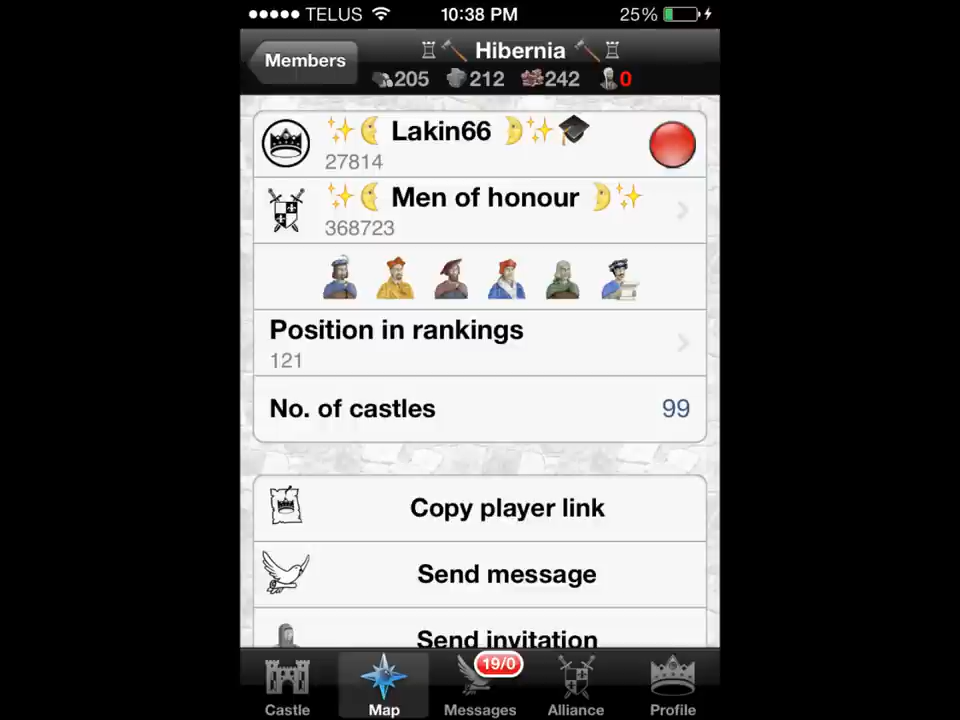 TELUS 10:38 PM 25%
Members
Hibernia
205 212 242 0
Lakin66
27814
Men of honour
368723
Position in rankings
121
No. of castles 99
Copy player link
Send message
Send invitation
19/0
Castle Map Messages Alliance Profile